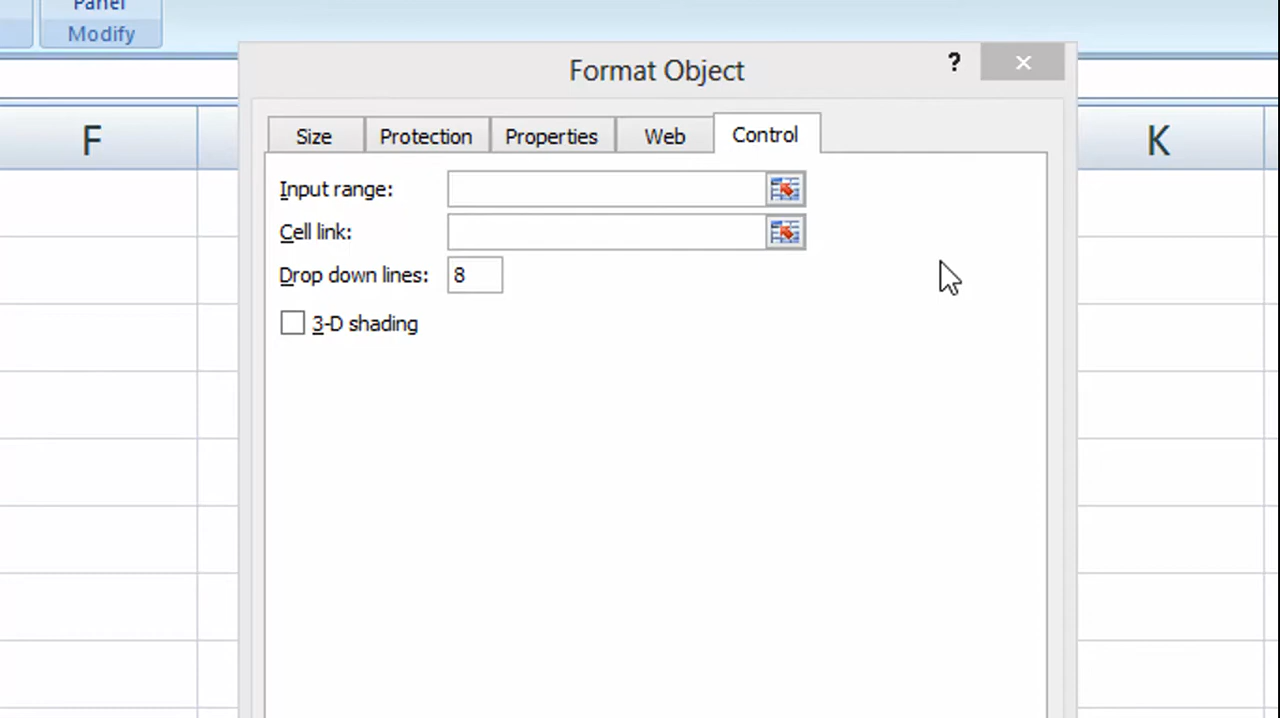 Panel
Modify
Format Object
?
F
K
Size Protection Properties Web Control
Input range:
Cell link:
Drop down lines: 8
3-D shading